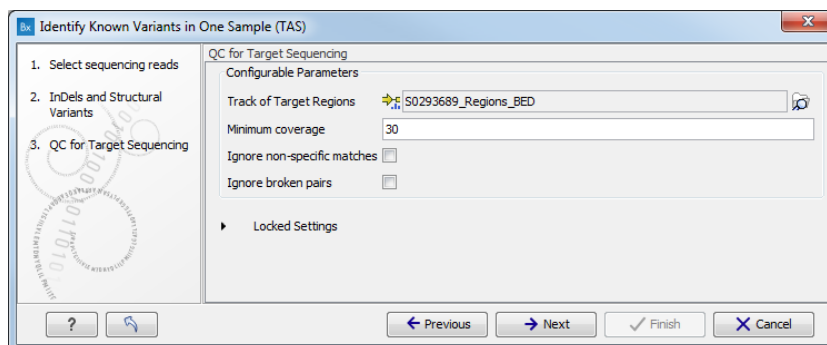 Bx Identify Known Variants in One Sample (TAS)
1. Select sequencing reads
2. InDels and Structural
Variants
3. QC for Target Sequencing
QC for Target Sequencing
Configurable Parameters
Track of Target Regions S0293689_Regions_BED
Minimum coverage 30
Ignore non-specific matches
Ignore broken pairs
Locked Settings
? Previous Next Finish Cancel